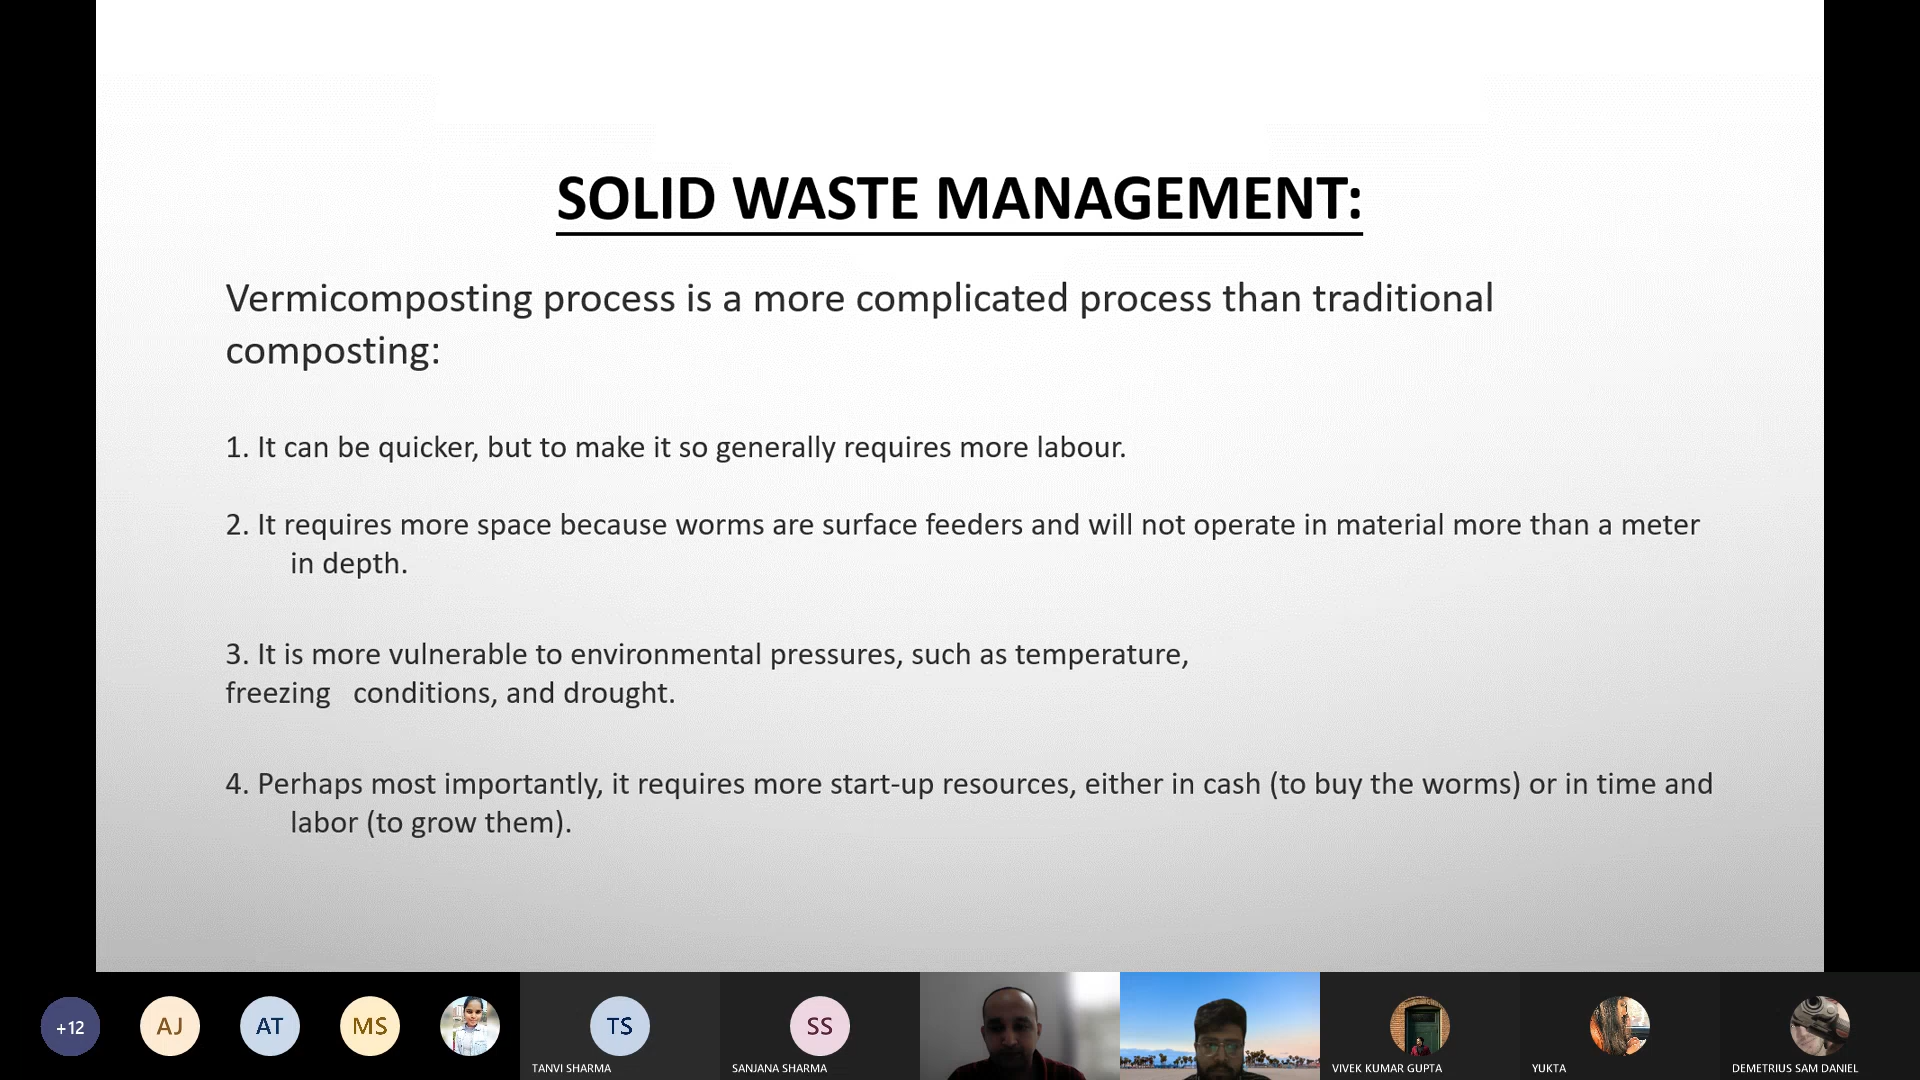 SOLID WASTE MANAGEMENT:
Vermicomposting process is a more complicated process than traditional
composting:
1. It can be quicker, but to make it so generally requires more labour.
2. It requires more space because worms are surface feeders and will not operate in material more than a meter
in depth.
3. It is more vulnerable to environmental pressures, such as temperature,
freezing   conditions, and drought.
4. Perhaps most importantly, it requires more start-up resources, either in cash (to buy the worms) or in time and
labor (to grow them).
+12
AJ
AT
MS
TS
TANVI SHARMA
SS
SANJANA SHARMA
VIVEK KUMAR GUPTA
YUKTA
DEMETRIUS SAM DANIEL